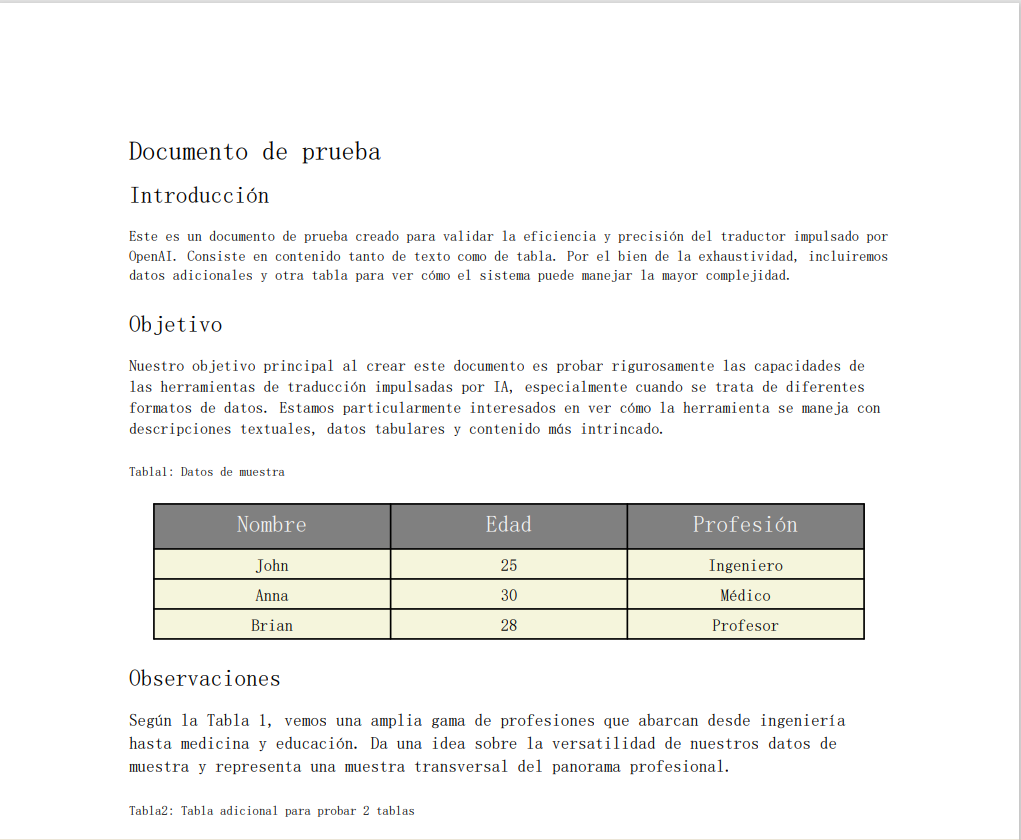 Documento de prueba
Introducción
Este es un documento de prueba creado para validar la eficiencia y precisión del traductor impulsado por
OpenAI. Consiste en contenido tanto de texto como de tabla. Por el bien de la exhaustividad, incluiremos
datos adicionales y otra tabla para ver cómo el sistema puede manejar la mayor complejidad.
Objetivo
Nuestro objetivo principal al crear este documento es probar rigurosamente las capacidades de
las herramientas de traducción impulsadas por IA, especialmente cuando se trata de diferentes
formatos de datos. Estamos particularmente interesados en ver cómo la herramienta se maneja con
descripciones textuales, datos tabulares y contenido más intrincado.
Tabla1: Datos de muestra
Nombre Edad Profesión
John 25 Ingeniero
Anna 30 Médico
Brian 28 Profesor
Observaciones
Según la Tabla 1, vemos una amplia gama de profesiones que abarcan desde ingeniería
hasta medicina y educación. Da una idea sobre la versatilidad de nuestros datos de
muestra y representa una muestra transversal del panorama profesional.
Tabla2: Tabla adicional para probar 2 tablas